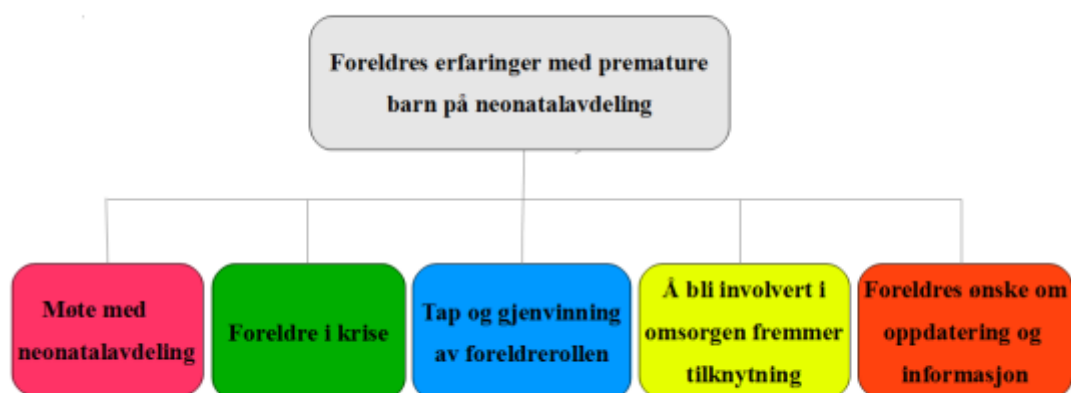 Foreldres erfaringer med premature
barn på neonatalavdeling
Møte med
neonatalavdeling
Foreldre i krise
Tap og gjenvinning
av foreldrerollen
Å bli involvert i
omsorgen fremmer
tilknytning
Foreldres ønske om
oppdatering og
informasjon